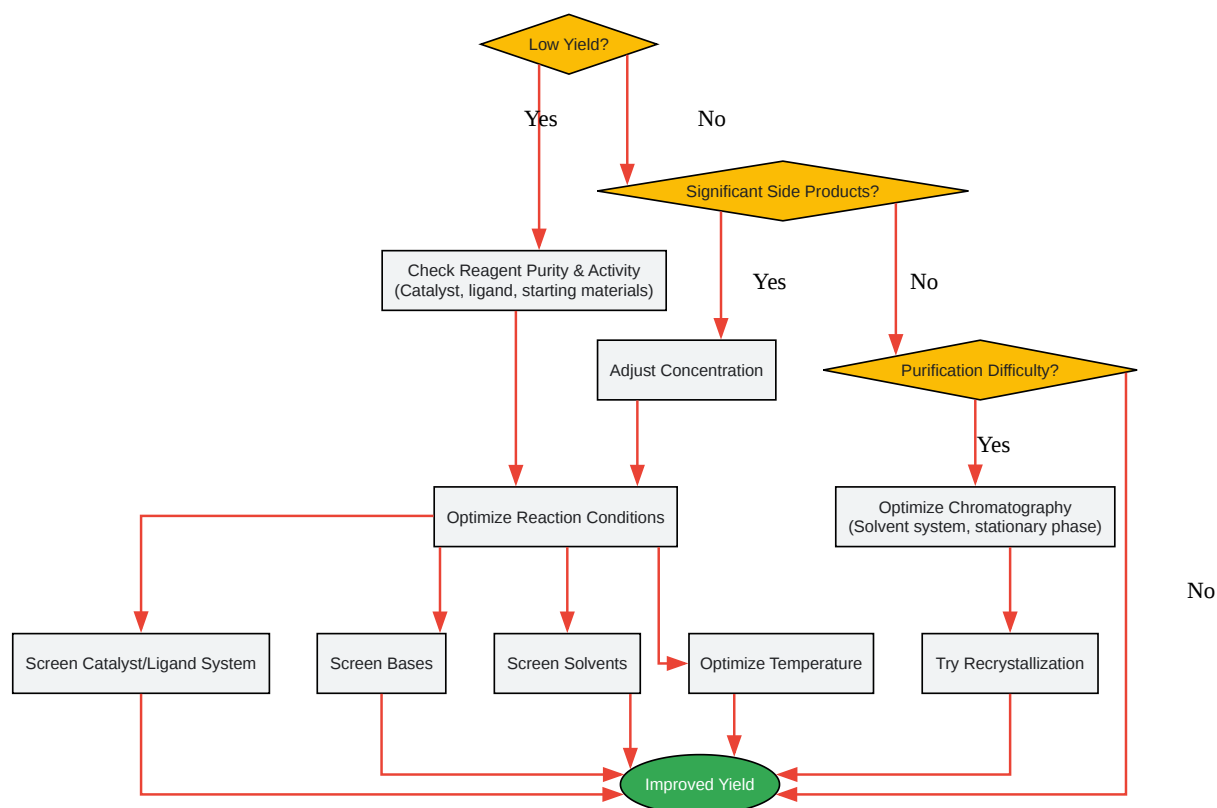 Low Yield?
Yes
No
Significant Side Products?
Check Reagent Purity & Activity
(Catalyst, ligand, starting materials)
Yes
No
Adjust Concentration
Purification Difficulty?
Yes
Optimize Reaction Conditions
Optimize Chromatography
(Solvent system, stationary phase)
No
Screen Catalyst/Ligand System
Screen Bases
Screen Solvents
Optimize Temperature
Try Recrystallization
Improved Yield